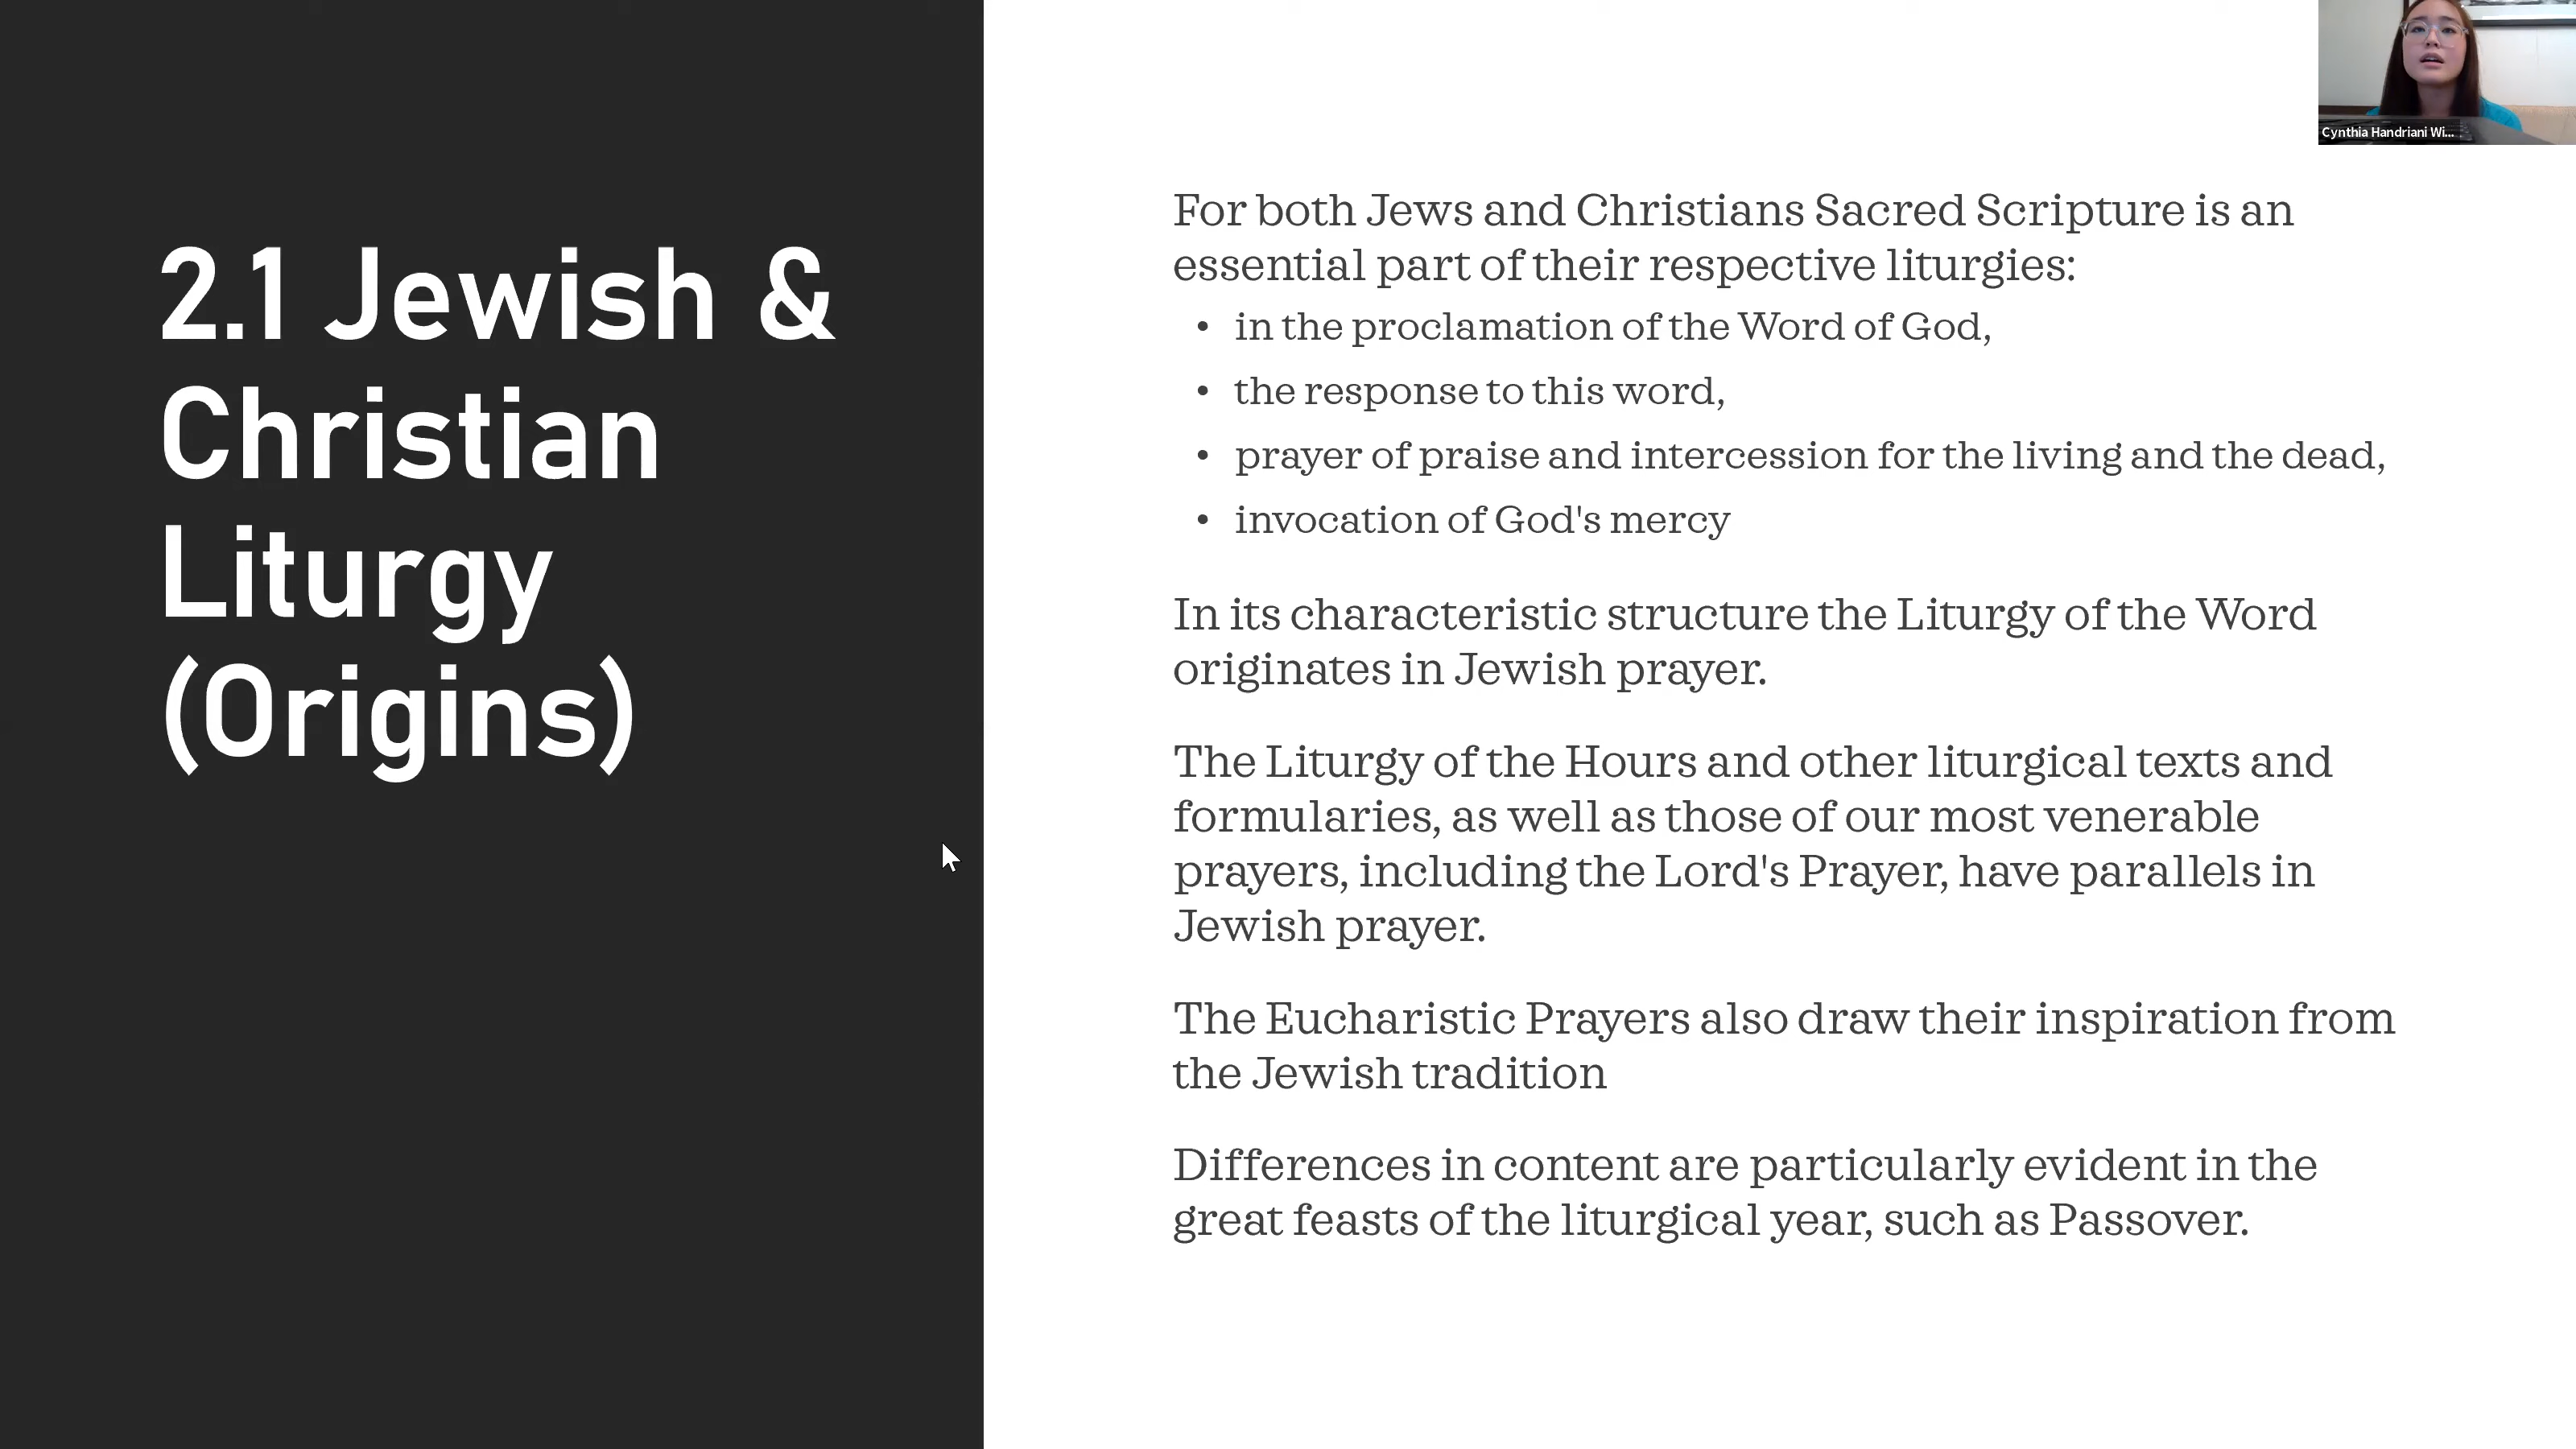 2.1 Jewish &
Christian
Liturgy
(Origins)
Cynthia Handriani Wi...
For both Jews and Christians Sacred Scripture is an
essential part of their respective liturgies:
• in the proclamation of the Word of God,
• the response to this word,
• prayer of praise and intercession for the living and the dead,
• invocation of God's mercy
In its characteristic structure the Liturgy of the Word
originates in Jewish prayer.
The Liturgy of the Hours and other liturgical texts and
formularies, as well as those of our most venerable
prayers, including the Lord's Prayer, have parallels in
Jewish prayer.
The Eucharistic Prayers also draw their inspiration from
the Jewish tradition
Differences in content are particularly evident in the
great feasts of the liturgical year, such as Passover.